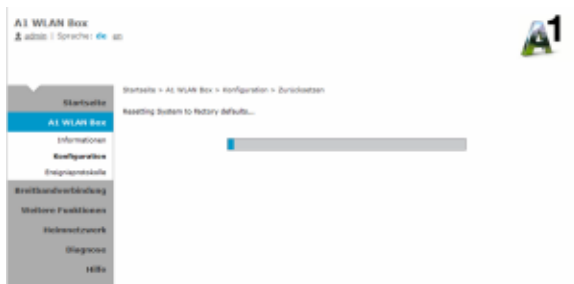 A1 WLAN Box
admin | Sprache: de en
A1
Startseite > A1 WLAN Box > Konfiguration > Zurücksetzen
Resetting System to factory defaults...
Startseite
A1 WLAN Box
Informationen
Konfiguration
Ereignisprotokolle
Breitbandverbindung
Weitere Funktionen
Heimnetzwerk
Diagnose
Hilfe